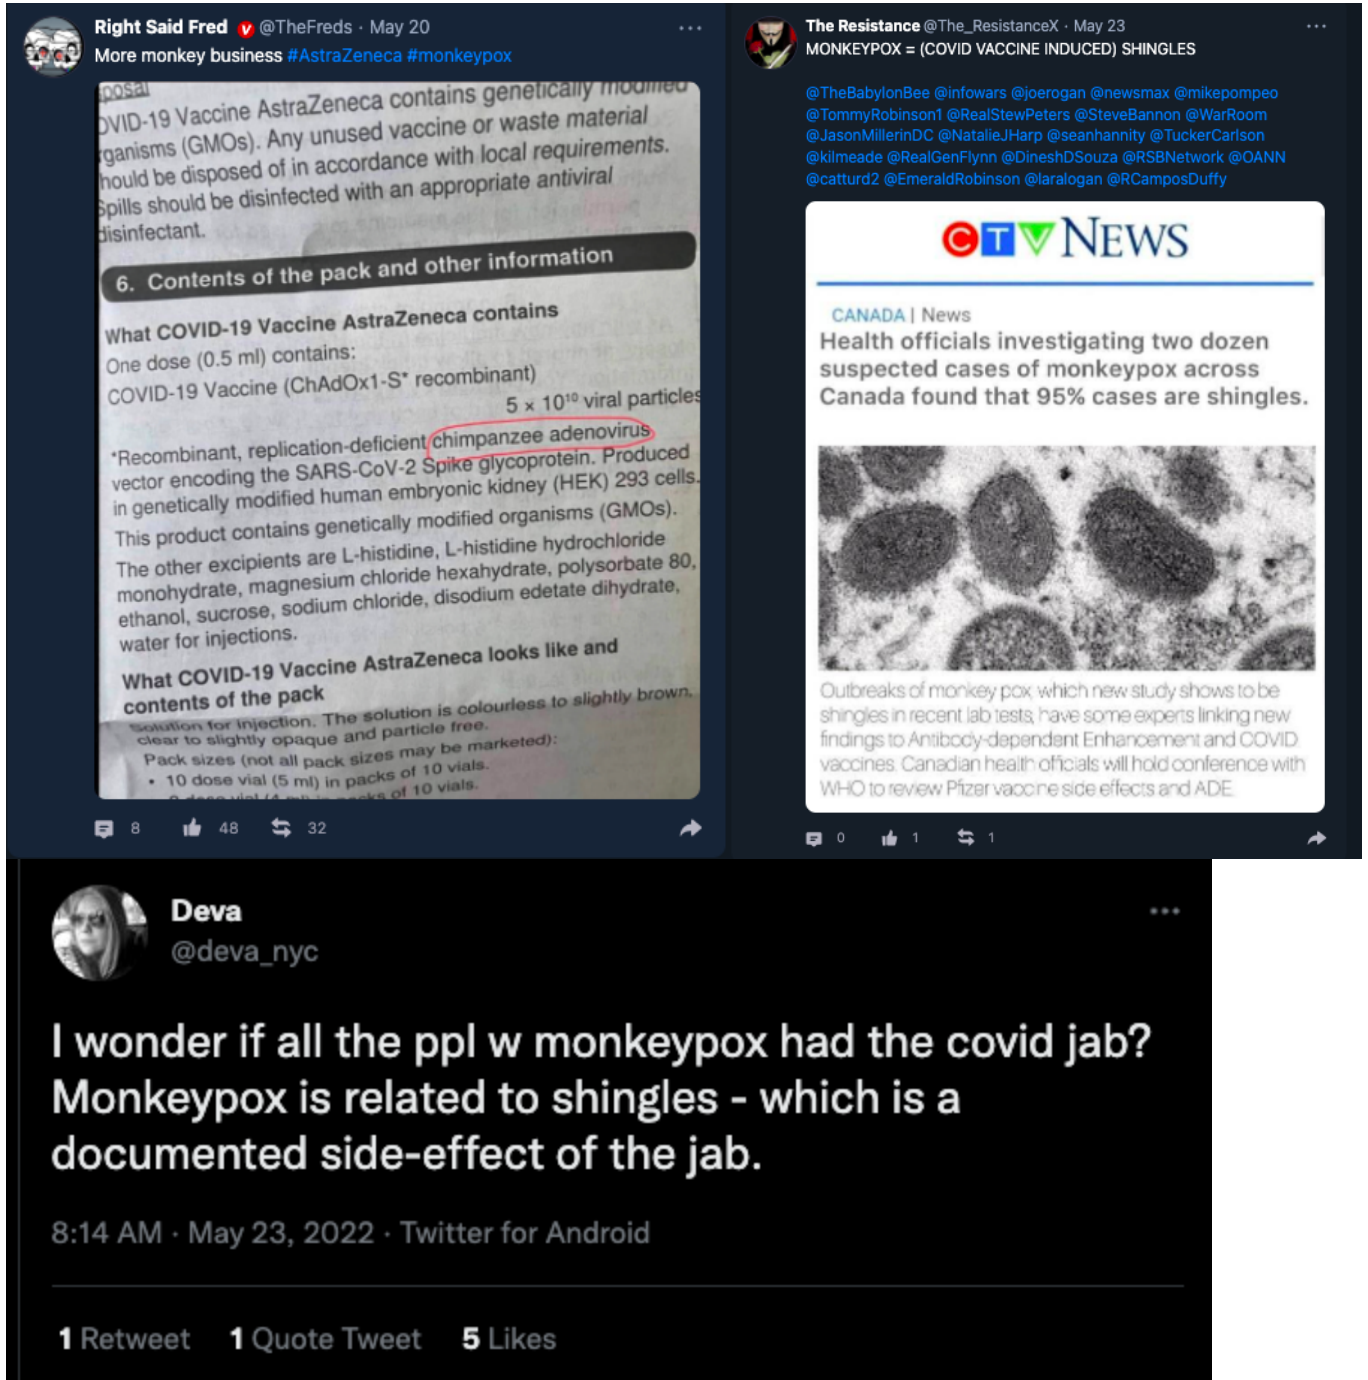 Right Said Fred @TheFreds · May 20
More monkey business #AstraZeneca #monkeypox
posal
OVID-19 Vaccine AstraZeneca contains genetically modified
rganisms (GMOs). Any unused vaccine or waste material
hould be disposed of in accordance with local requirements.
Spills should be disinfected with an appropriate antiviral
disinfectant.
6. Contents of the pack and other information
What COVID-19 Vaccine AstraZeneca contains
One dose (0.5 ml) contains:
COVID-19 Vaccine (ChAdOx1-S* recombinant)
5 x 10¹⁰ viral particles
*Recombinant, replication-deficient chimpanzee adenovirus
vector encoding the SARS-CoV-2 Spike glycoprotein. Produced
in genetically modified human embryonic kidney (HEK) 293 cells.
This product contains genetically modified organisms (GMOs).
The other excipients are L-histidine, L-histidine hydrochloride
monohydrate, magnesium chloride hexahydrate, polysorbate 80,
ethanol, sucrose, sodium chloride, disodium edetate dihydrate,
water for injections.
What COVID-19 Vaccine AstraZeneca looks like and
contents of the pack
Solution for injection. The solution is colourless to slightly brown,
clear to slightly opaque and particle free.
Pack sizes (not all pack sizes may be marketed):
• 10 dose vial (5 ml) in packs of 10 vials.
dose vial (4 ml) in packs of 10 vials.
8 48 32
The Resistance @The_ResistanceX · May 23
MONKEYPOX = (COVID VACCINE INDUCED) SHINGLES
@TheBabylonBee @infowars @joerogan @newsmax @mikepompeo
@TommyRobinson1 @RealStewPeters @SteveBannon @WarRoom
@JasonMillerinDC @NatalieJHarp @seanhannity @TuckerCarlson
@kilmeade @RealGenFlynn @DineshDSouza @RSBNetwork @OANN
@catturd2 @EmeraldRobinson @laralogan @RCamposDuffy
CTV NEWS
CANADA | News
Health officials investigating two dozen
suspected cases of monkeypox across
Canada found that 95% cases are shingles.
Outbreaks of monkey pox, which new study shows to be
shingles in recent lab tests, have some experts linking new
findings to Antibody-dependent Enhancement and COVID
vaccines. Canadian health officials will hold conference with
WHO to review Pfizer vaccine side effects and ADE.
0 1 1
Deva
@deva_nyc
I wonder if all the ppl w monkeypox had the covid jab?
Monkeypox is related to shingles - which is a
documented side-effect of the jab.
8:14 AM · May 23, 2022 · Twitter for Android
1 Retweet 1 Quote Tweet 5 Likes